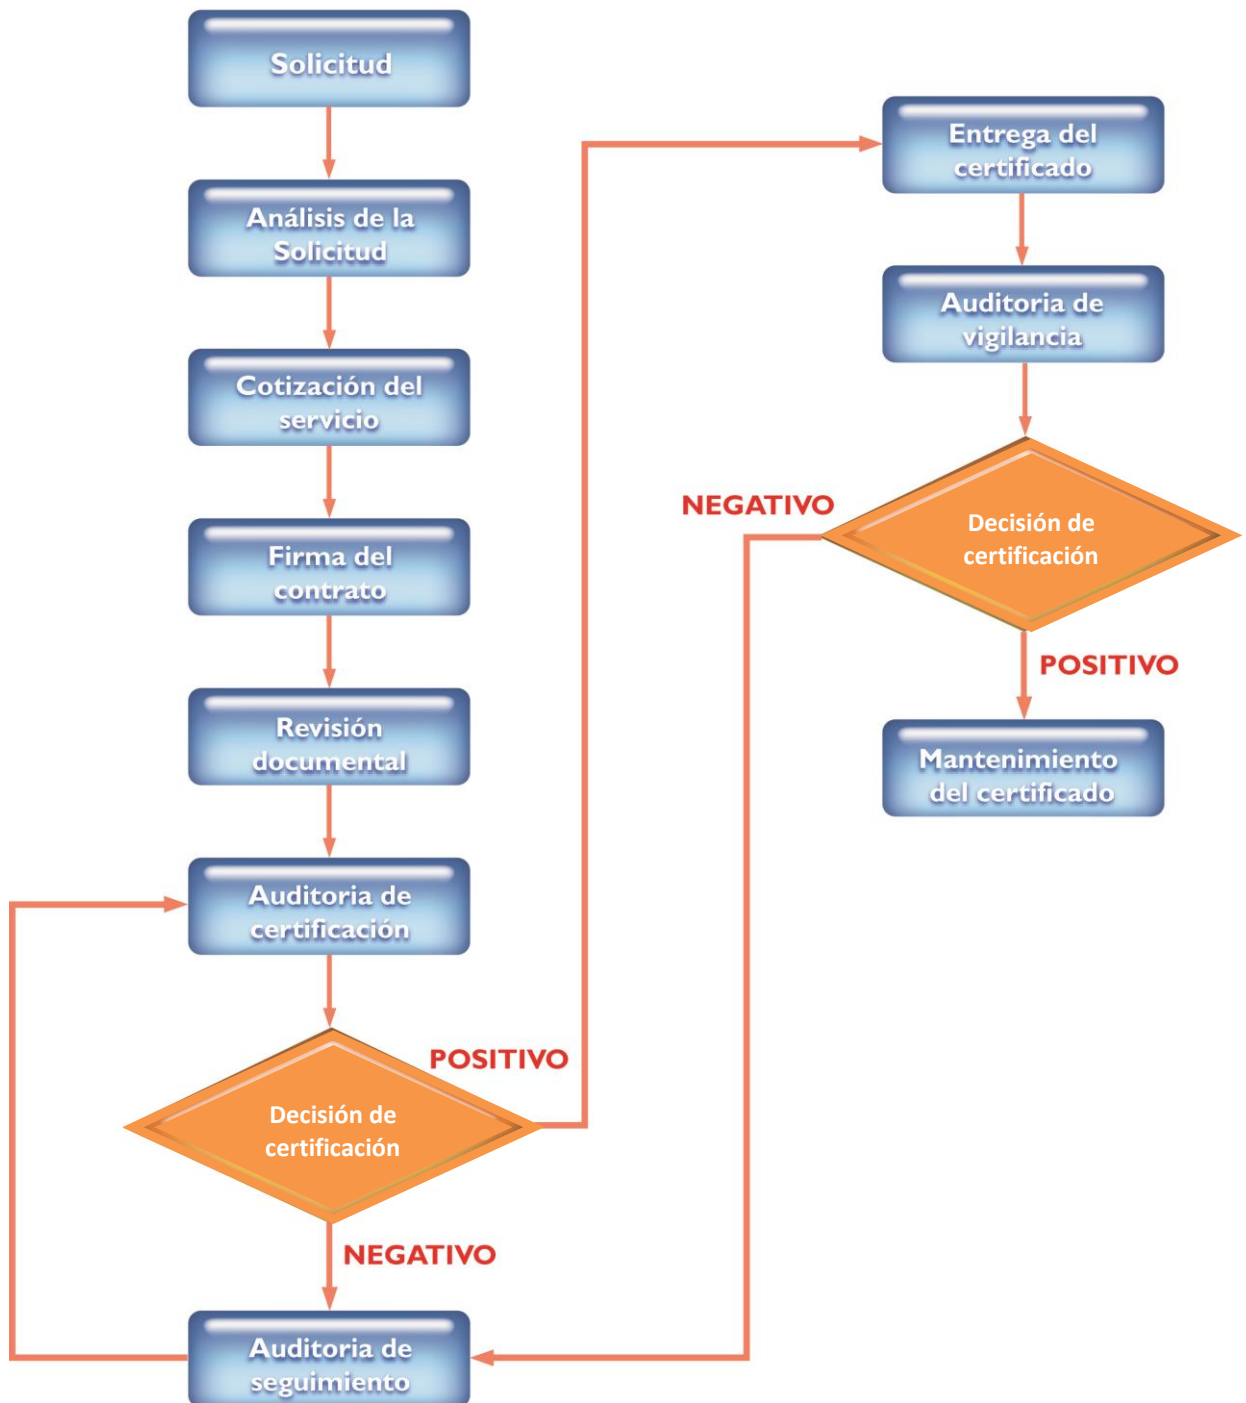 Solicitud
Análisis de la
Solicitud
Cotización del
servicio
Firma del
contrato
Revisión
documental
Auditoria de
certificación
POSITIVO
Decisión de
certificación
NEGATIVO
Auditoria de
seguimiento
Entrega del
certificado
Auditoria de
vigilancia
NEGATIVO
Decisión de
certificación
POSITIVO
Mantenimiento
del certificado